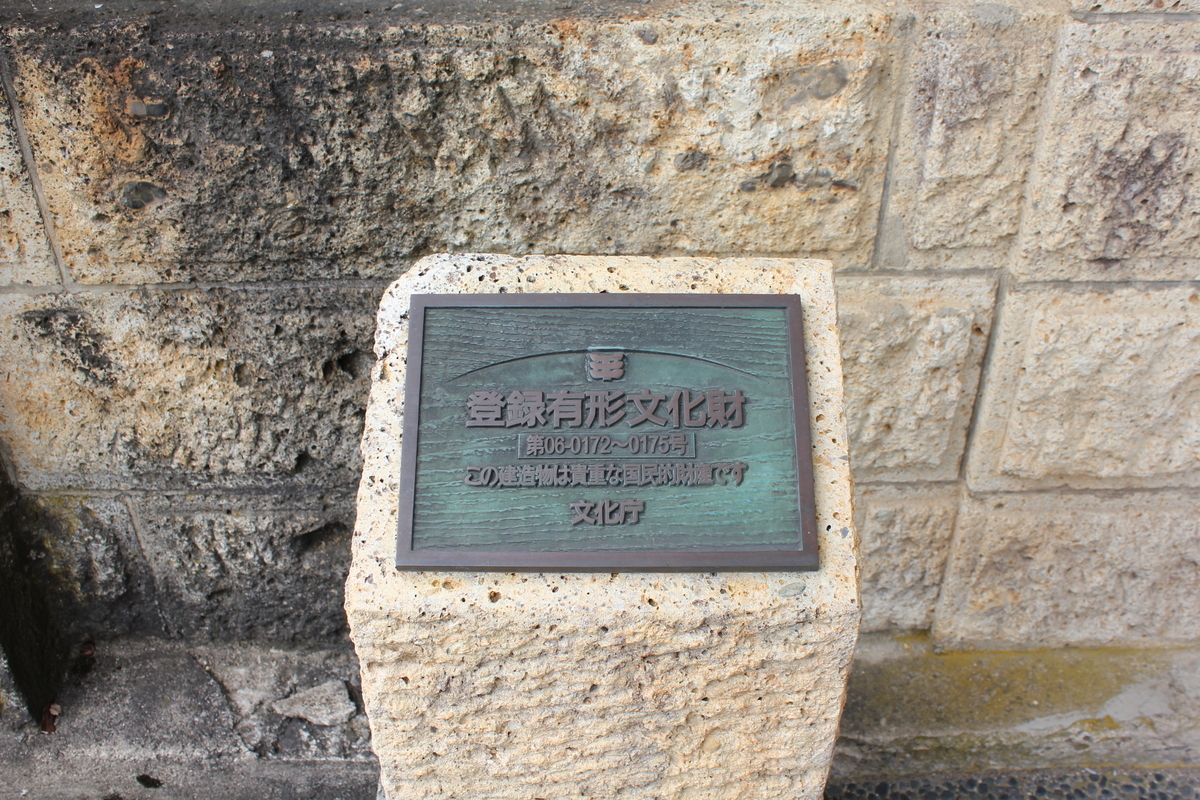 登録有形文化財
第06-0172〜0175号
この建造物は貴重な国民的財産です
文化庁